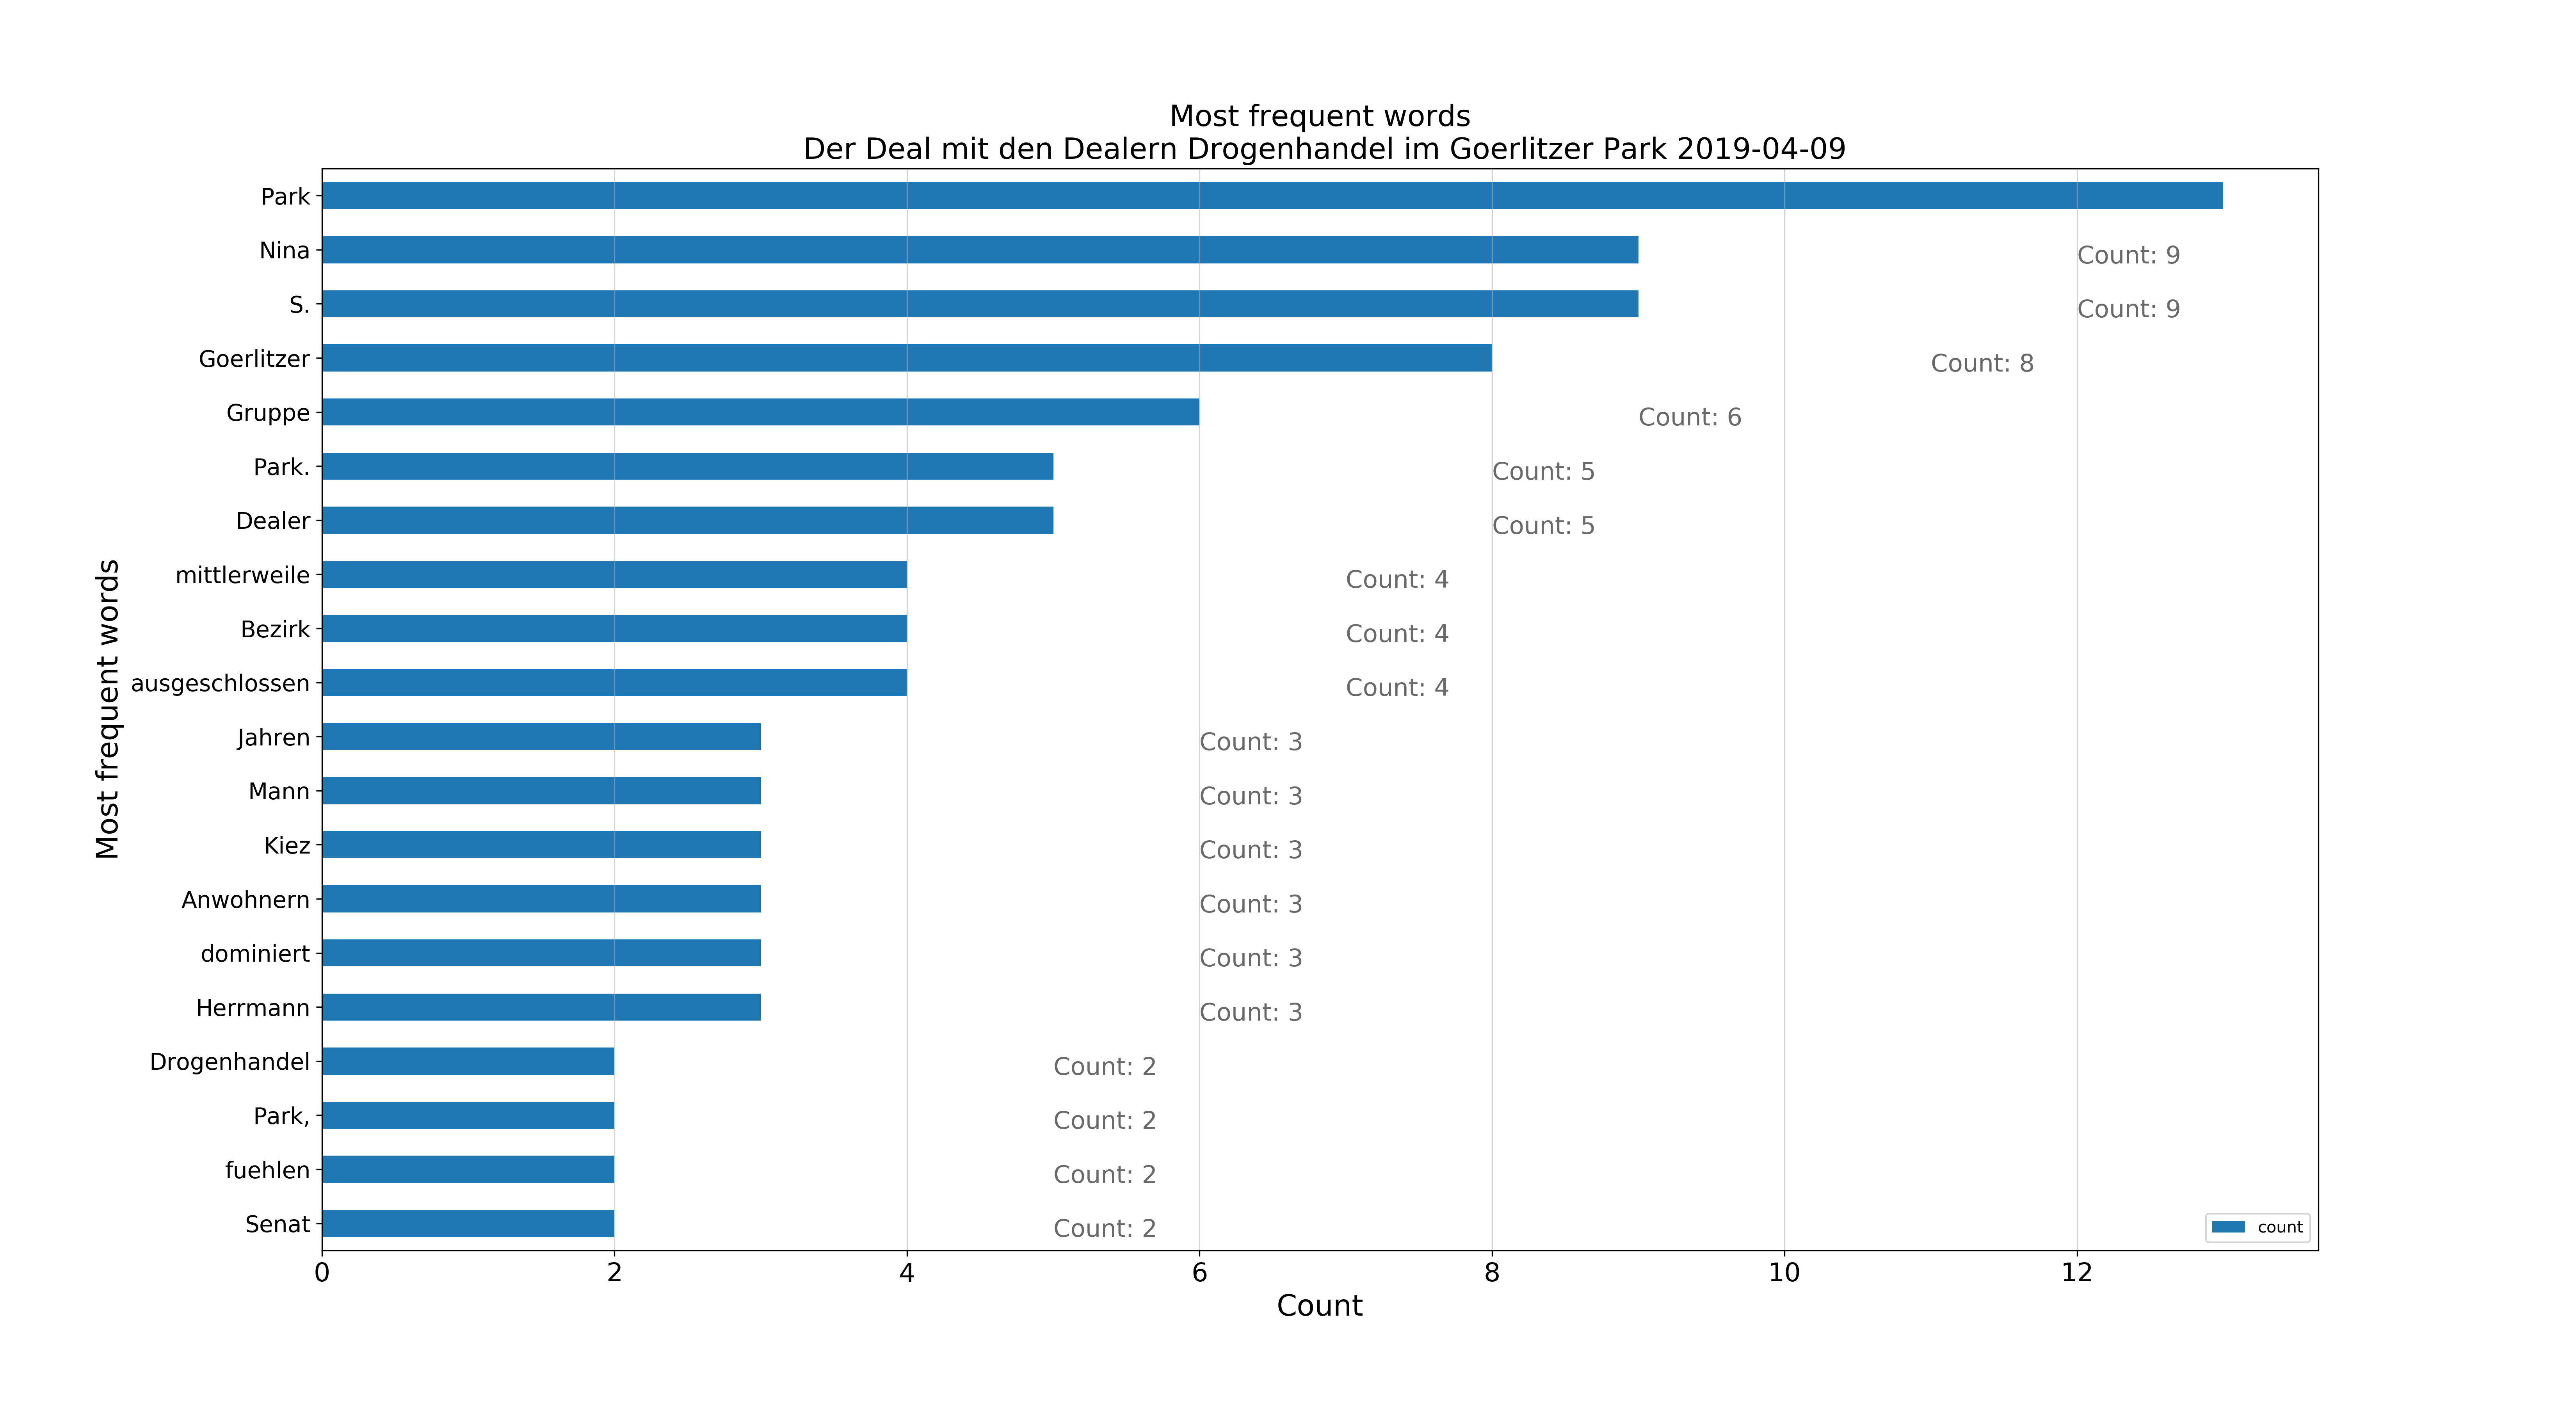 Most frequent words
Der Deal mit den Dealern Drogenhandel im Goerlitzer Park 2019-04-09
Most frequent words
Park
Nina Count: 9
S. Count: 9
Goerlitzer Count: 8
Gruppe Count: 6
Park. Count: 5
Dealer Count: 5
mittlerweile Count: 4
Bezirk Count: 4
ausgeschlossen Count: 4
Jahren Count: 3
Mann Count: 3
Kiez Count: 3
Anwohnern Count: 3
dominiert Count: 3
Herrmann Count: 3
Drogenhandel Count: 2
Park, Count: 2
fuehlen Count: 2
Senat Count: 2
count
0 2 4 6 8 10 12
Count